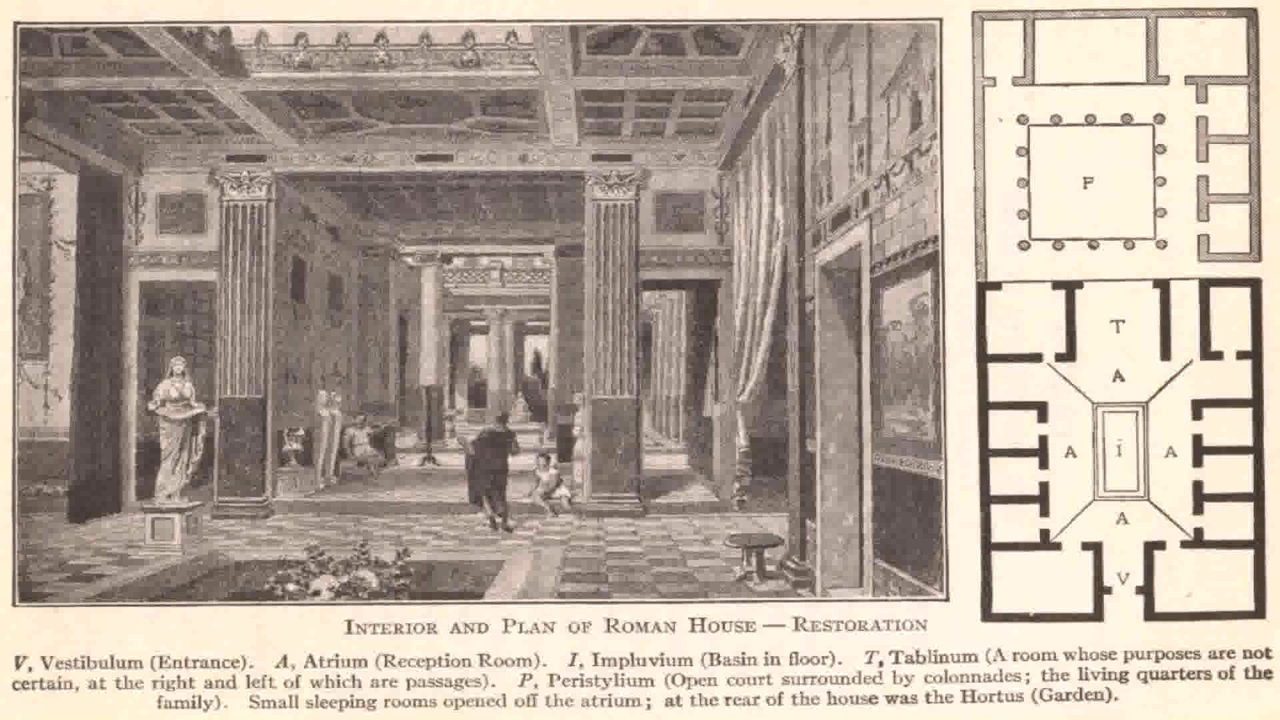 P
T
A
A I A
A
V
INTERIOR AND PLAN OF ROMAN HOUSE — RESTORATION
V, Vestibulum (Entrance). A, Atrium (Reception Room). I, Impluvium (Basin in floor). T, Tablinum (A room whose purposes are not
certain, at the right and left of which are passages). P, Peristylium (Open court surrounded by colonnades; the living quarters of the
family). Small sleeping rooms opened off the atrium; at the rear of the house was the Hortus (Garden).